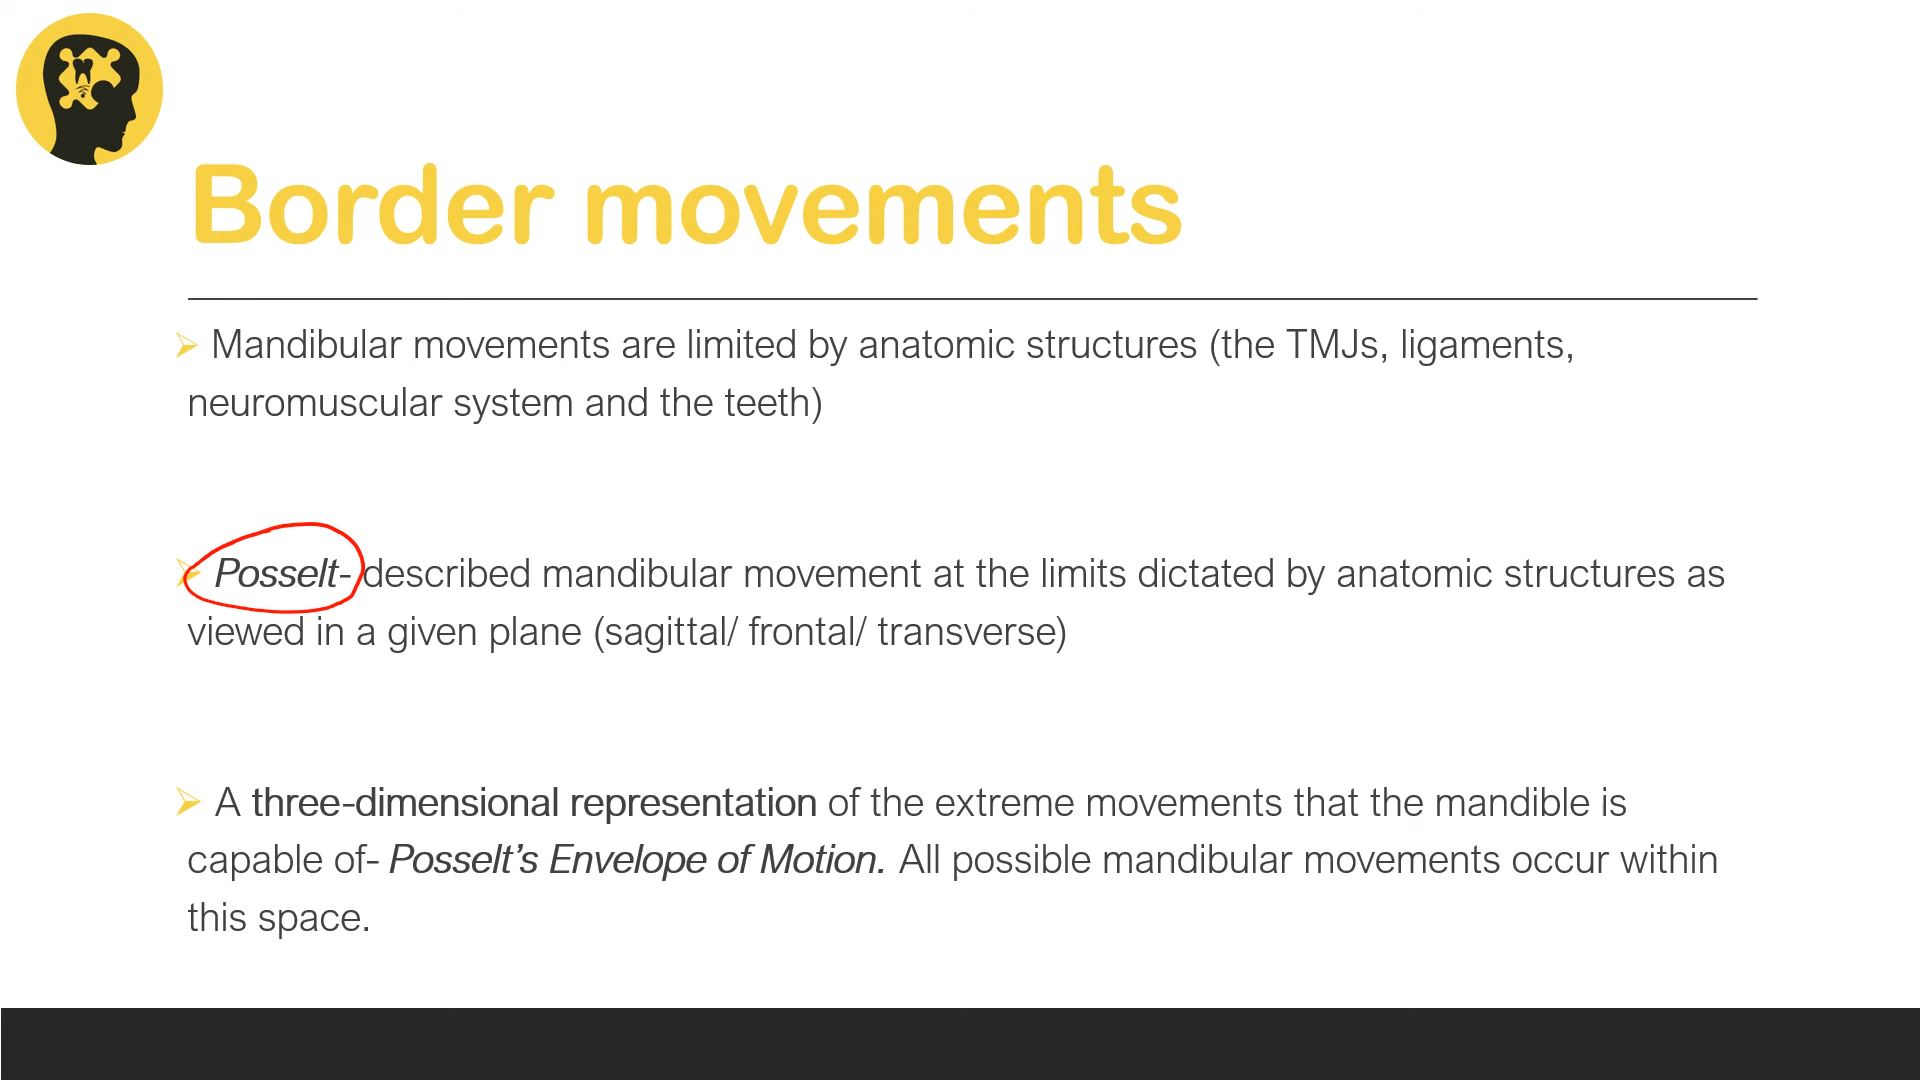 Border movements
Mandibular movements are limited by anatomic structures (the TMJs, ligaments,
neuromuscular system and the teeth)
Posselt- described mandibular movement at the limits dictated by anatomic structures as
viewed in a given plane (sagittal/ frontal/ transverse)
A three-dimensional representation of the extreme movements that the mandible is
capable of- Posselt’s Envelope of Motion. All possible mandibular movements occur within
this space.